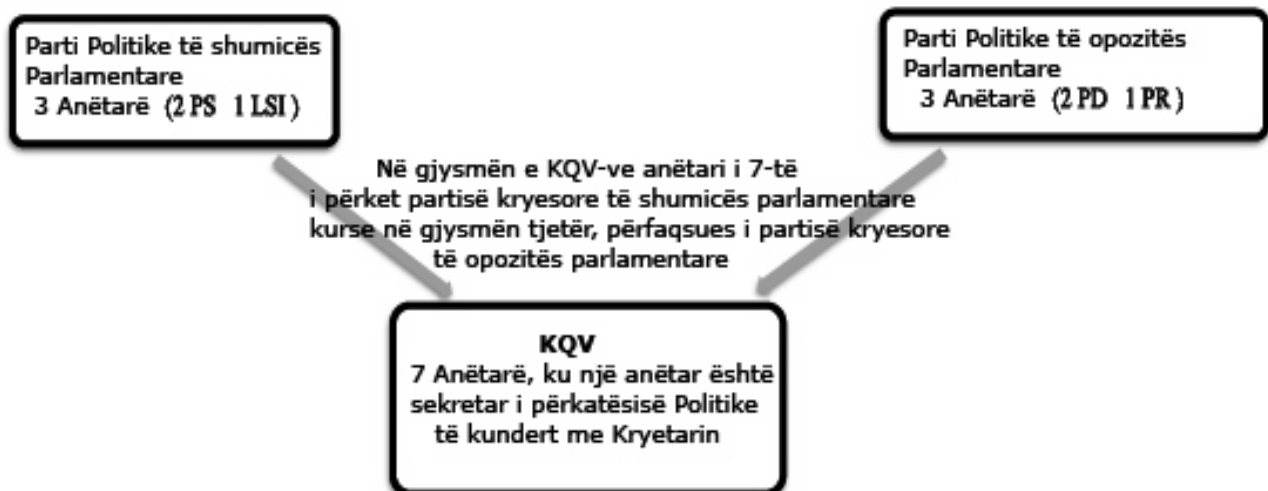 Parti Politike të shumicës
Parlamentare
3 Anëtarë (2 PS 1 LSI)
Parti Politike të opozitës
Parlamentare
3 Anëtarë (2 PD 1 PR)
Në gjysmën e KQV-ve anëtari i 7-të
i përket partisë kryesore të shumicës parlamentare
kurse në gjysmën tjetër, përfaqsues i partisë kryesore
të opozitës parlamentare
KQV
7 Anëtarë, ku një anëtar është
sekretar i përkatësisë Politike
të kundert me Kryetarin